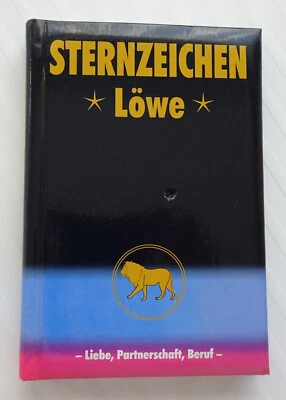 STERNZEICHEN
★ Löwe ★
– Liebe, Partnerschaft, Beruf –